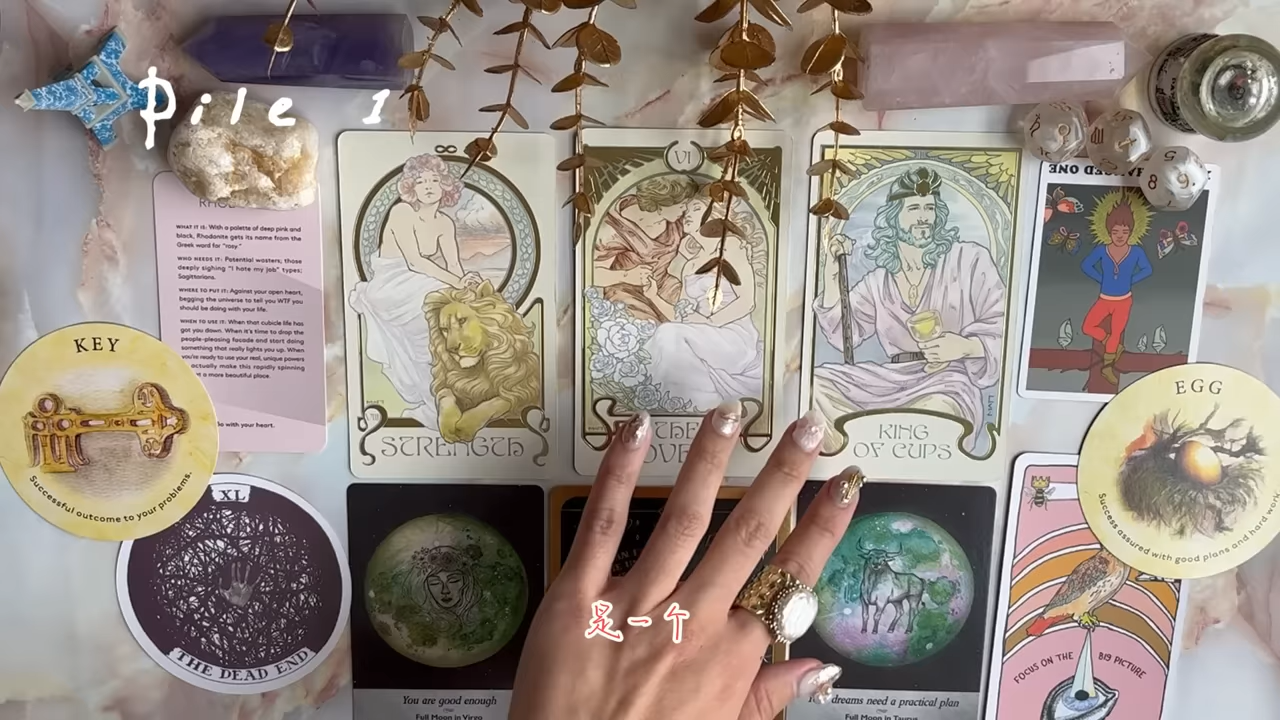 Pile 1
WHAT IT IS: With a palette of deep pink and
black, Rhodonite gets its name from the
Greek word for "rosy."
WHO NEEDS IT: Potential wasters; those
deeply sighing "I hate my job" types;
Sagittarians.
WHERE TO PUT IT: Against your open heart,
begging the universe to tell you WTF you
should be doing with your life.
WHEN TO USE IT: When that cubicle life has
got you down. When it's time to drop the
people-pleasing facade and start doing
something that really lights you up. When
you're ready to use your real, unique powers
actually make this rapidly spinning
a more beautiful place.
with your heart.
KEY
Successful outcome to your problems.
XL
THE DEAD END
∞
STRENGTH
VI
THE
KING
OF CUPS
HANGED ONE
EGG
Success assured with good plans and hard work.
You are good enough
Full Moon in Virgo
dreams need a practical plan
Full Moon in Taurus
FOCUS ON THE BIG PICTURE
是一个